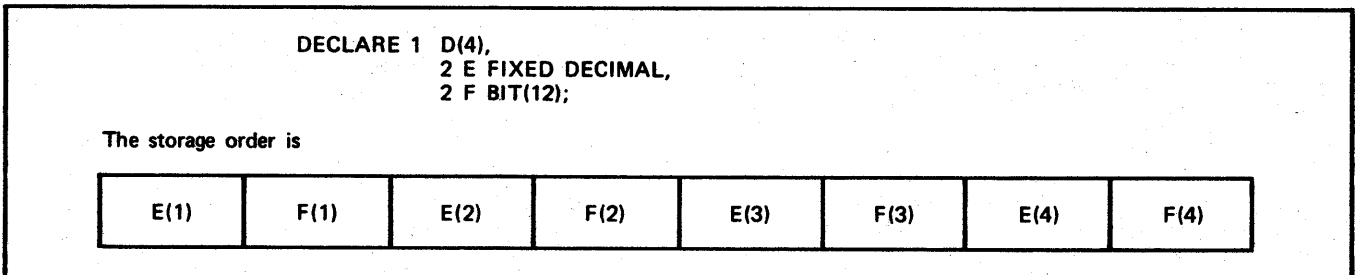 DECLARE 1 D(4),
2 E FIXED DECIMAL,
2 F BIT(12);
The storage order is
E(1) F(1) E(2) F(2) E(3) F(3) E(4) F(4)